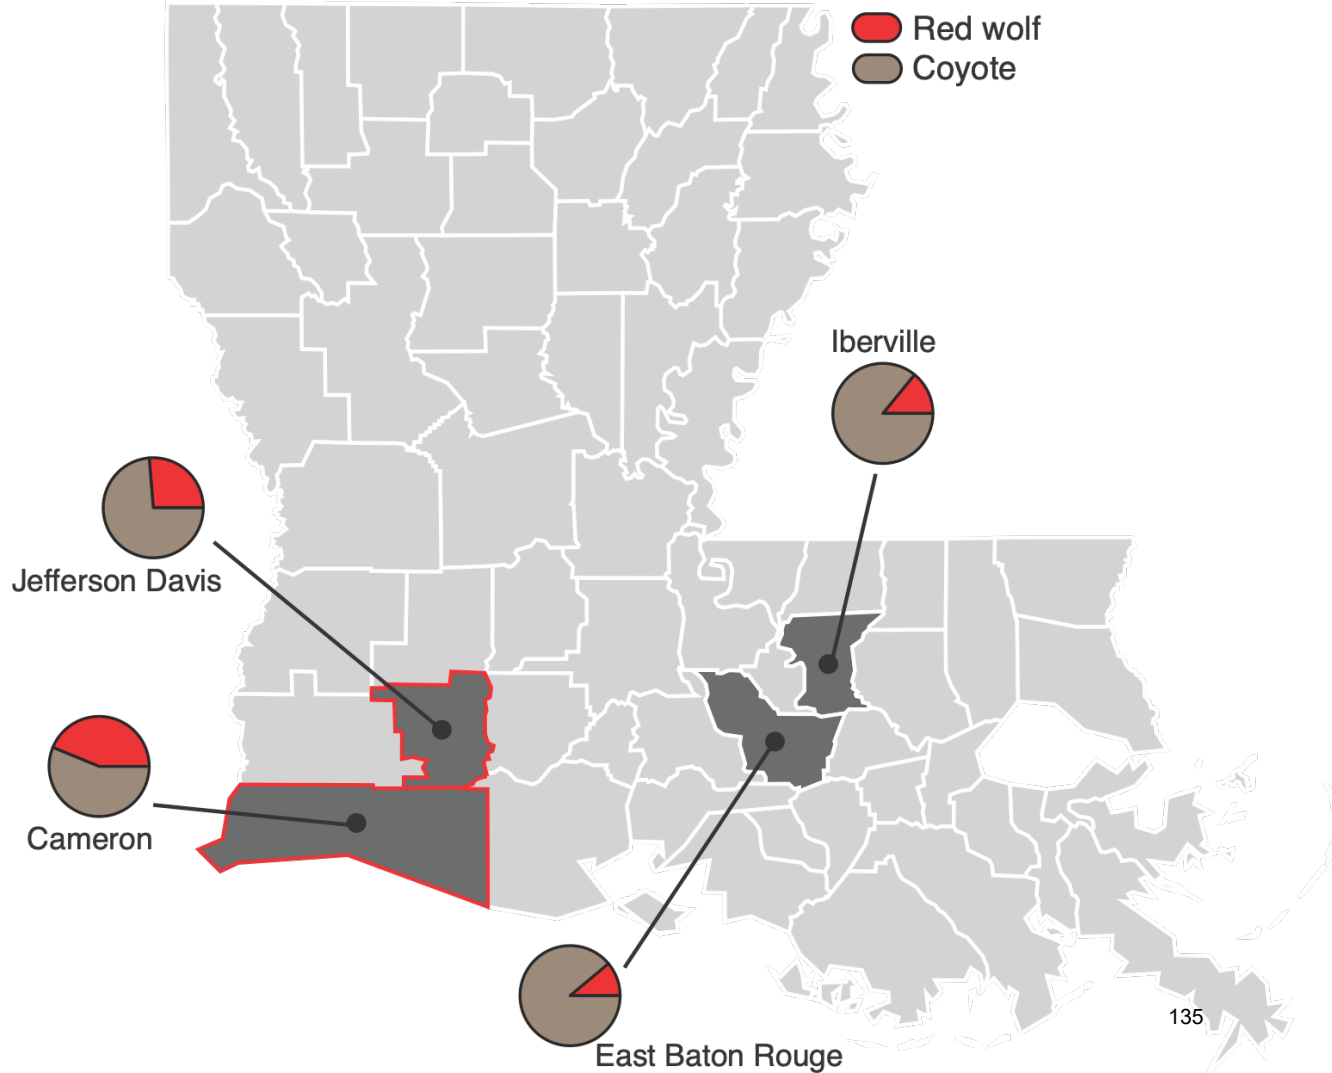 Red wolf
Coyote
Iberville
Jefferson Davis
Cameron
135
East Baton Rouge